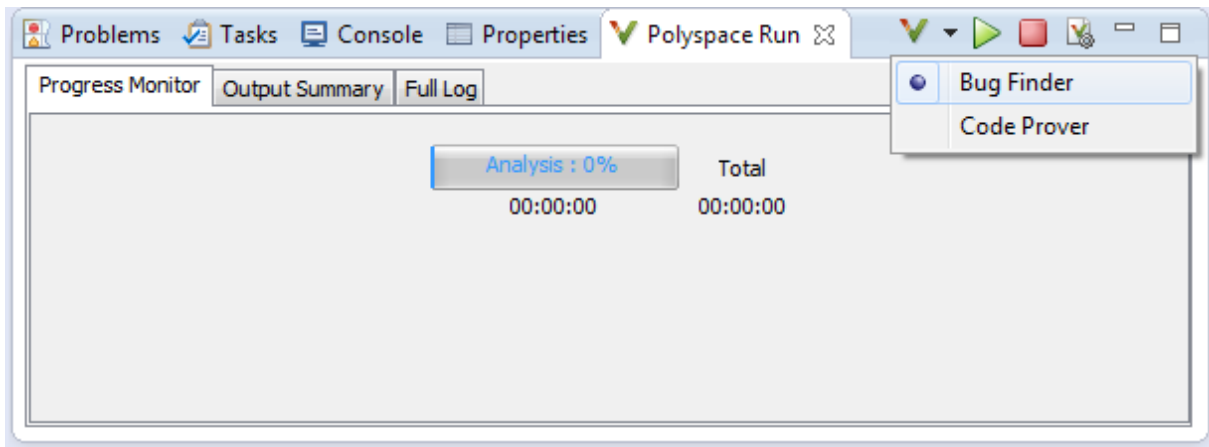 Problems Tasks Console Properties Polyspace Run
Progress Monitor Output Summary Full Log
Bug Finder
Code Prover
Analysis : 0% Total
00:00:00 00:00:00